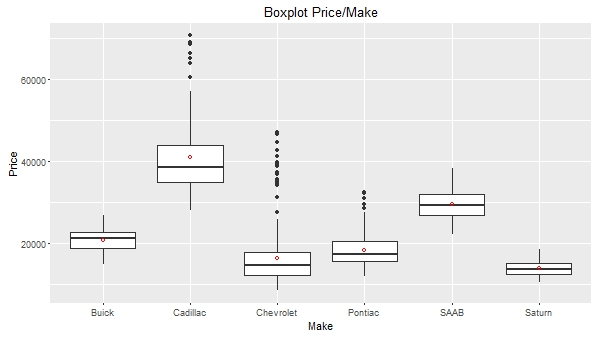 Boxplot Price/Make
Price
60000
40000
20000
Buick Cadillac Chevrolet Pontiac SAAB Saturn
Make